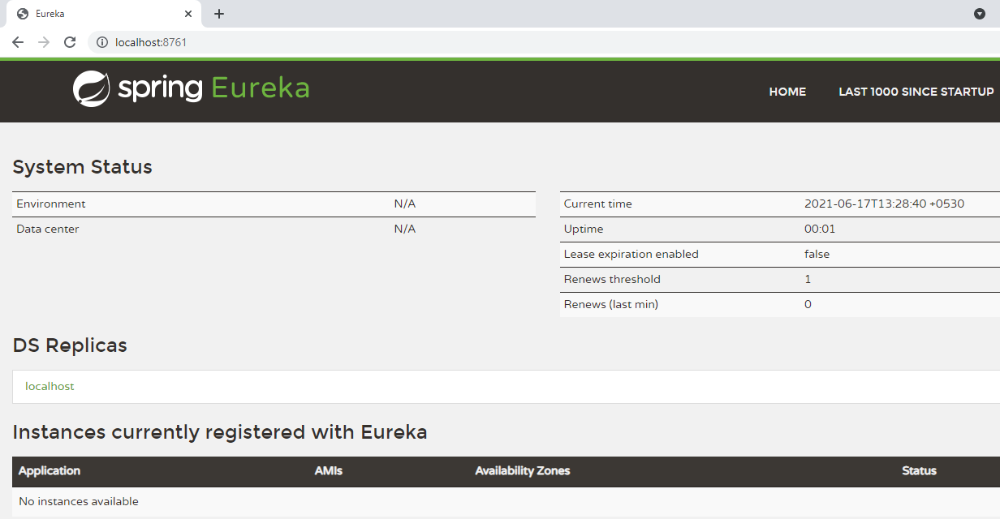 Eureka
localhost:8761
spring Eureka
HOME LAST 1000 SINCE STARTUP
System Status
Environment N/A
Data center N/A
Current time 2021-06-17T13:28:40 +0530
Uptime 00:01
Lease expiration enabled false
Renews threshold 1
Renews (last min) 0
DS Replicas
localhost
Instances currently registered with Eureka
Application AMIs Availability Zones Status
No instances available